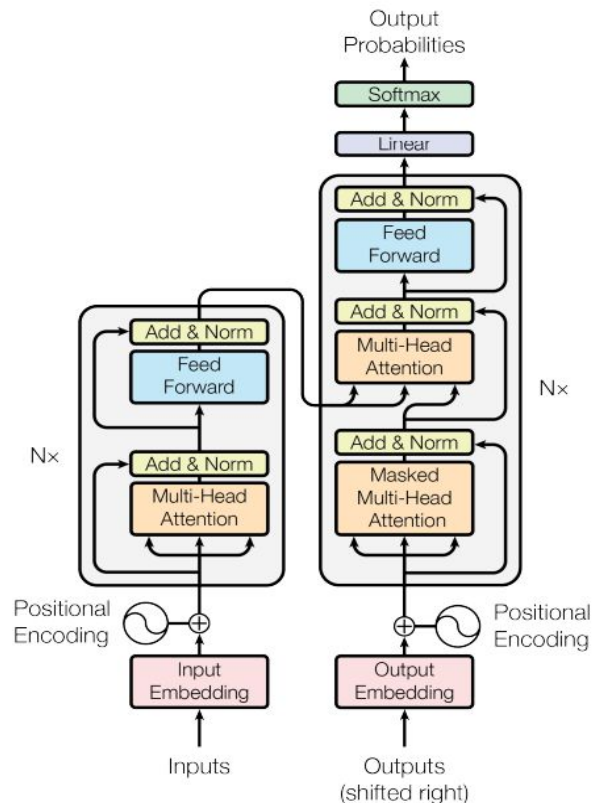 Output
Probabilities
Softmax
Linear
Add & Norm
Feed
Forward
Add & Norm
Multi-Head
Attention
Add & Norm
Masked
Multi-Head
Attention
N×
Add & Norm
Feed
Forward
Add & Norm
Multi-Head
Attention
N×
Positional
Encoding
Positional
Encoding
Input
Embedding
Output
Embedding
Inputs
Outputs
(shifted right)